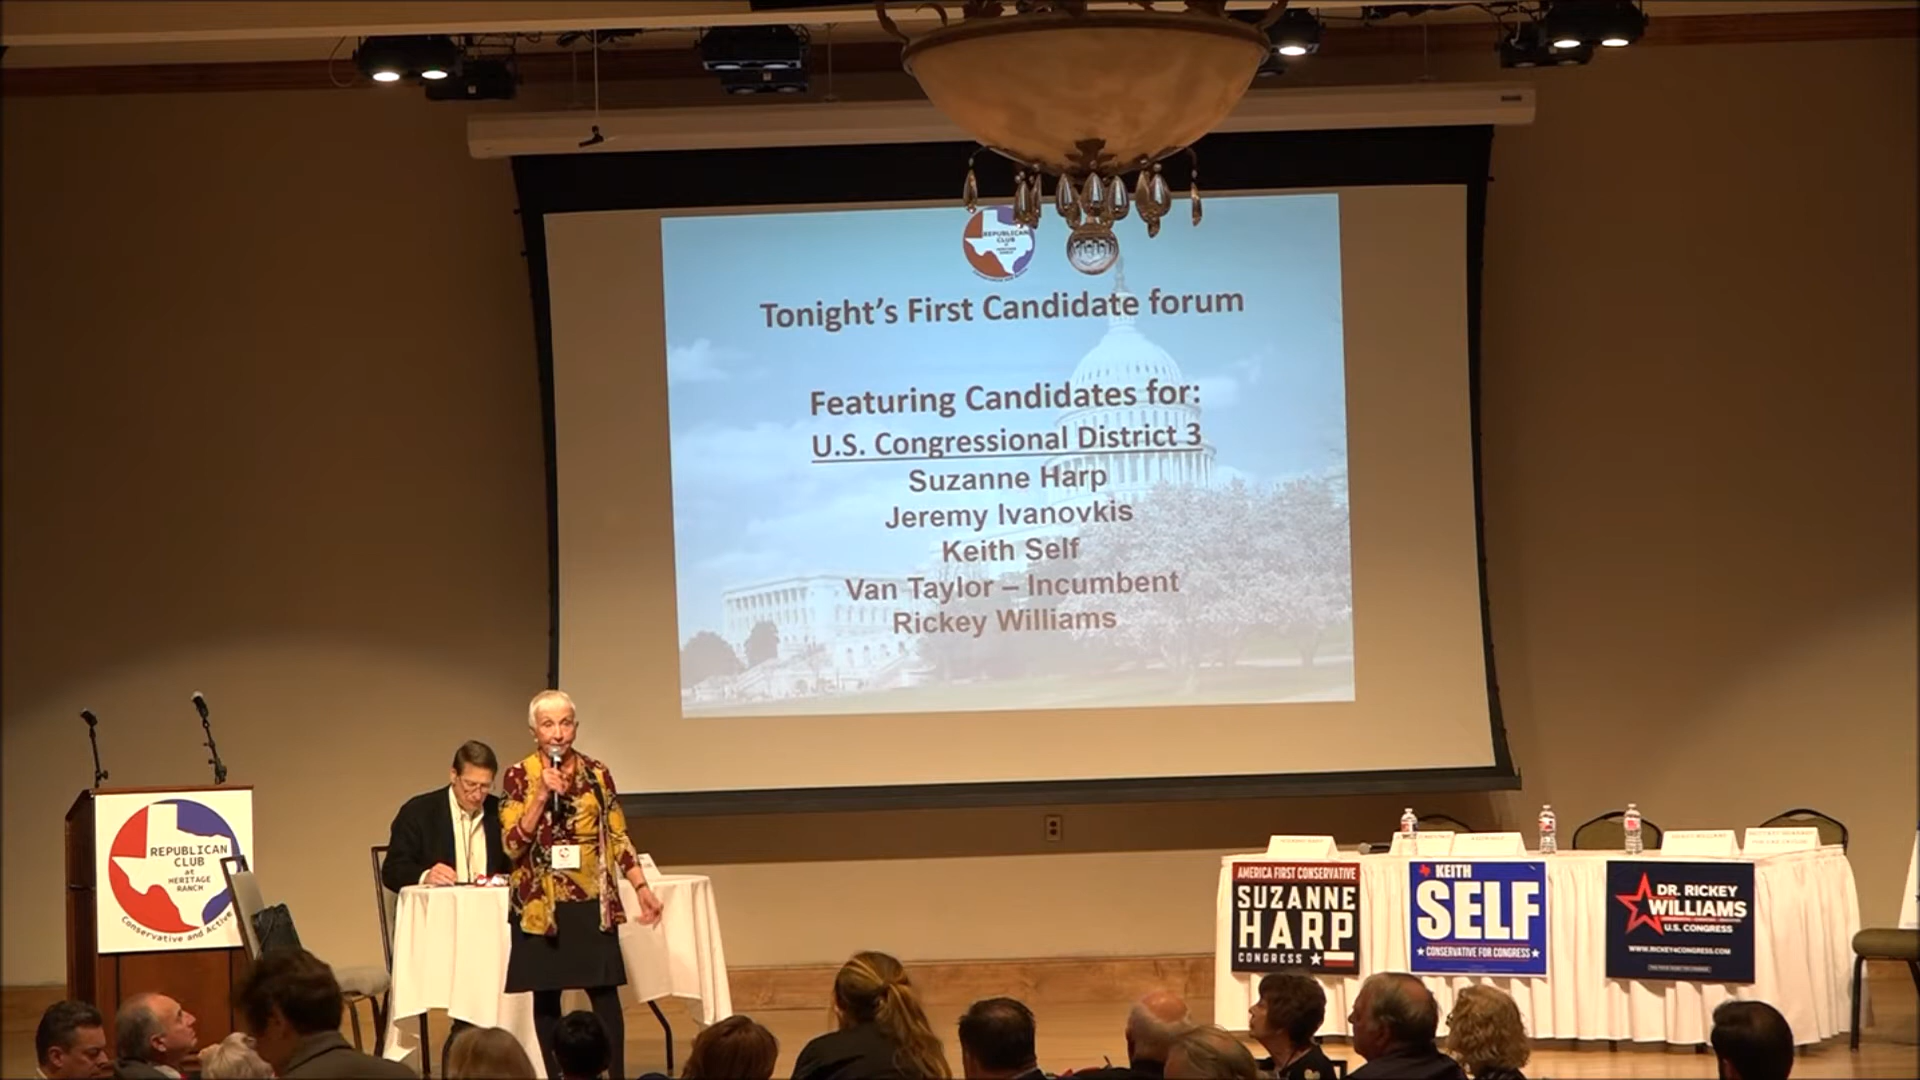 REPUBLICAN
CLUB
Tonight's First Candidate forum
Featuring Candidates for:
U.S. Congressional District 3
Suzanne Harp
Jeremy Ivanovkis
Keith Self
Van Taylor – Incumbent
Rickey Williams
REPUBLICAN
CLUB
at
HERITAGE
RANCH
Conservative and Active
AMERICA FIRST CONSERVATIVE
SUZANNE
HARP
CONGRESS
KEITH
SELF
CONSERVATIVE FOR CONGRESS
DR. RICKEY
WILLIAMS
U.S. CONGRESS
WWW.RICKEY4CONGRESS.COM